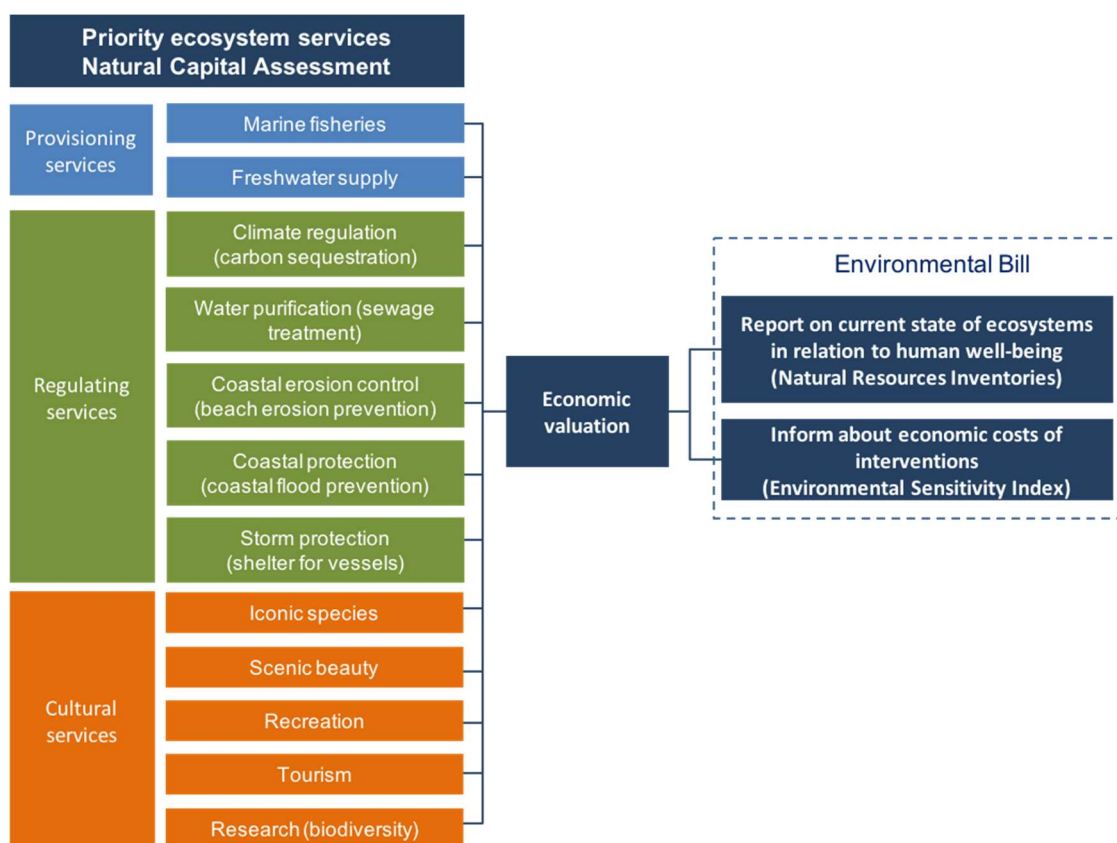 Priority ecosystem services
Natural Capital Assessment
Provisioning
services
Marine fisheries
Freshwater supply
Regulating
services
Climate regulation
(carbon sequestration)
Water purification (sewage
treatment)
Coastal erosion control
(beach erosion prevention)
Coastal protection
(coastal flood prevention)
Storm protection
(shelter for vessels)
Cultural
services
Iconic species
Scenic beauty
Recreation
Tourism
Research (biodiversity)
Economic
valuation
Environmental Bill
Report on current state of ecosystems
in relation to human well-being
(Natural Resources Inventories)
Inform about economic costs of
interventions
(Environmental Sensitivity Index)